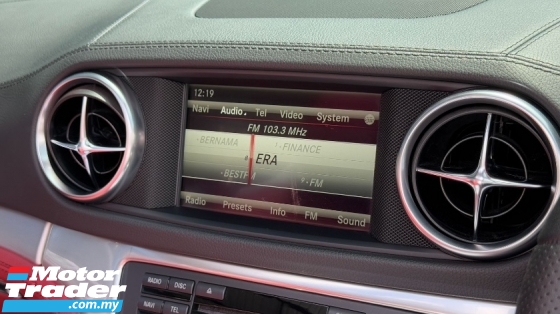 12:19
Navi Audio Tel Video System
FM 103.3 MHz
BERNAMA FINANCE
ERA
BESTFM FM
Radio Presets Info FM Sound
RADIO DISC
NAVI TEL
Motor Trader
.com.my